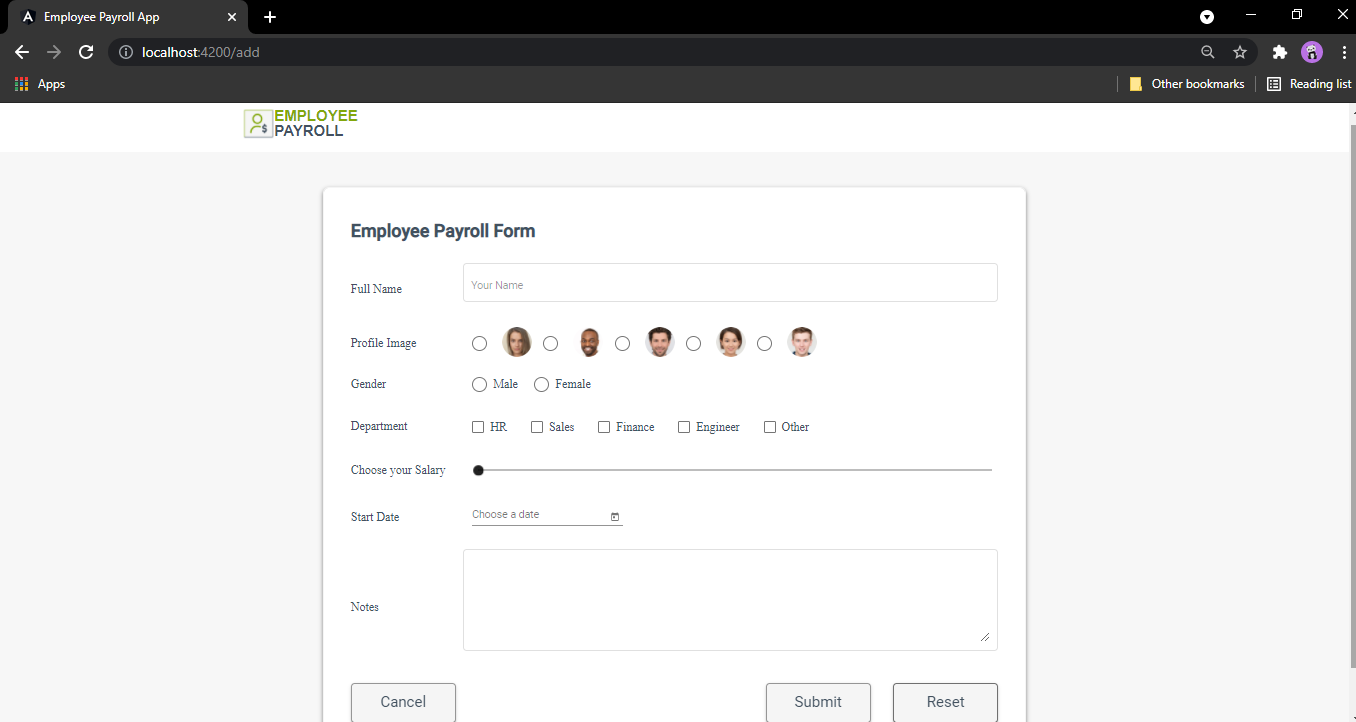 Employee Payroll App
localhost:4200/add
Apps
Other bookmarks
Reading list
EMPLOYEE
PAYROLL
Employee Payroll Form
Full Name
Your Name
Profile Image
Gender
Male
Female
Department
HR
Sales
Finance
Engineer
Other
Choose your Salary
Start Date
Choose a date
Notes
Cancel
Submit
Reset